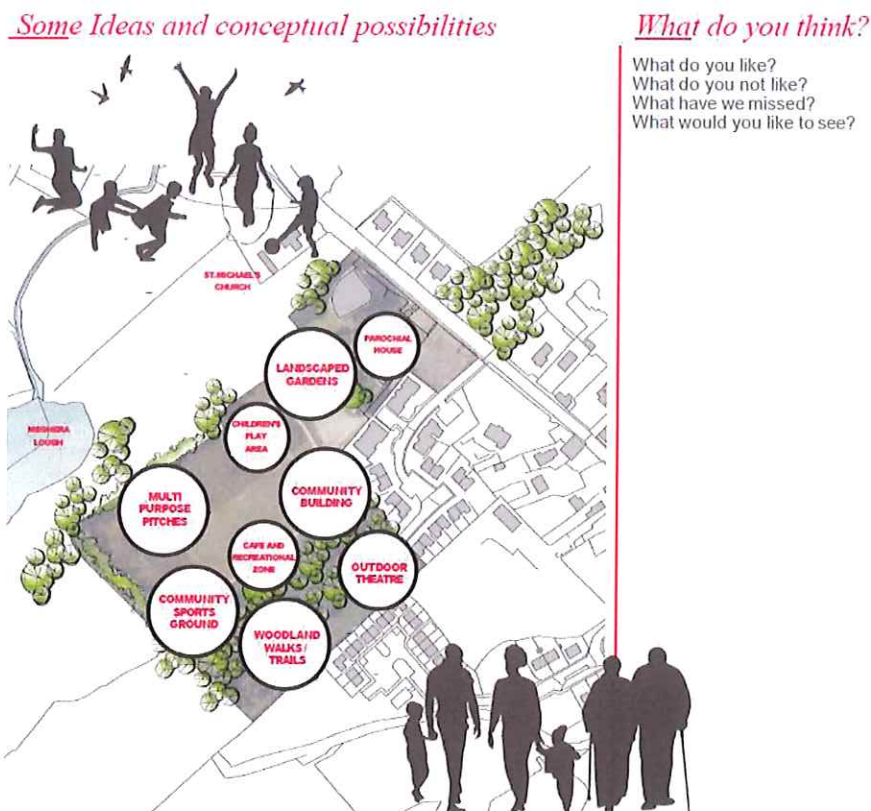 Some Ideas and conceptual possibilities
What do you think?
What do you like?
What do you not like?
What have we missed?
What would you like to see?
ST.MICHAEL'S
CHURCH
PAROCHIAL
HOUSE
LANDSCAPED
GARDENS
CHILDREN'S
PLAY
AREA
MEGHERA
LOUGH
MULTI
PURPOSE
PITCHES
COMMUNITY
BUILDING
CAFE AND
RECREATIONAL
ZONE
OUTDOOR
THEATRE
COMMUNITY
SPORTS
GROUND
WOODLAND
WALKS /
TRAILS